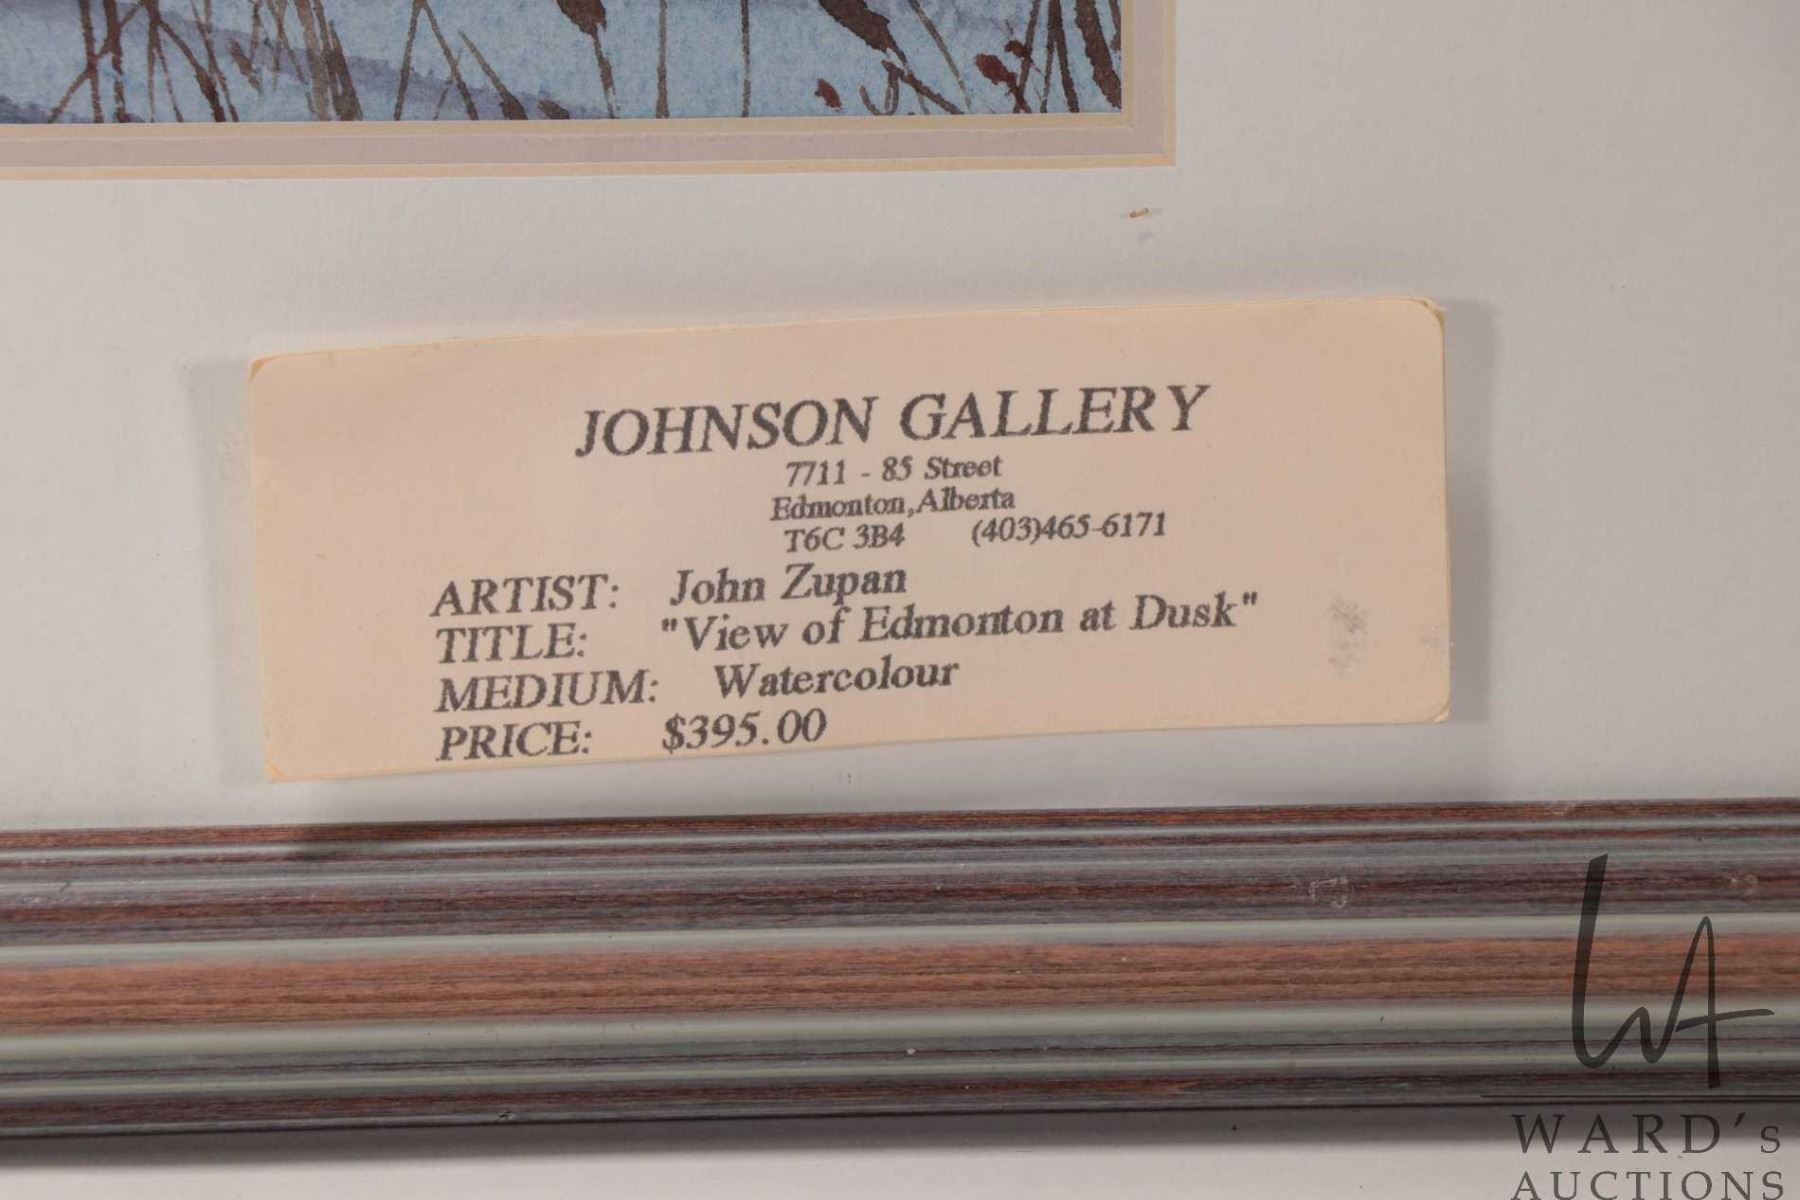 JOHNSON GALLERY
7711 - 85 Street
Edmonton,Alberta
T6C 3B4 (403)465-6171
ARTIST: John Zupan
TITLE: "View of Edmonton at Dusk"
MEDIUM: Watercolour
PRICE: $395.00
WA
WARD's
AUCTIONS